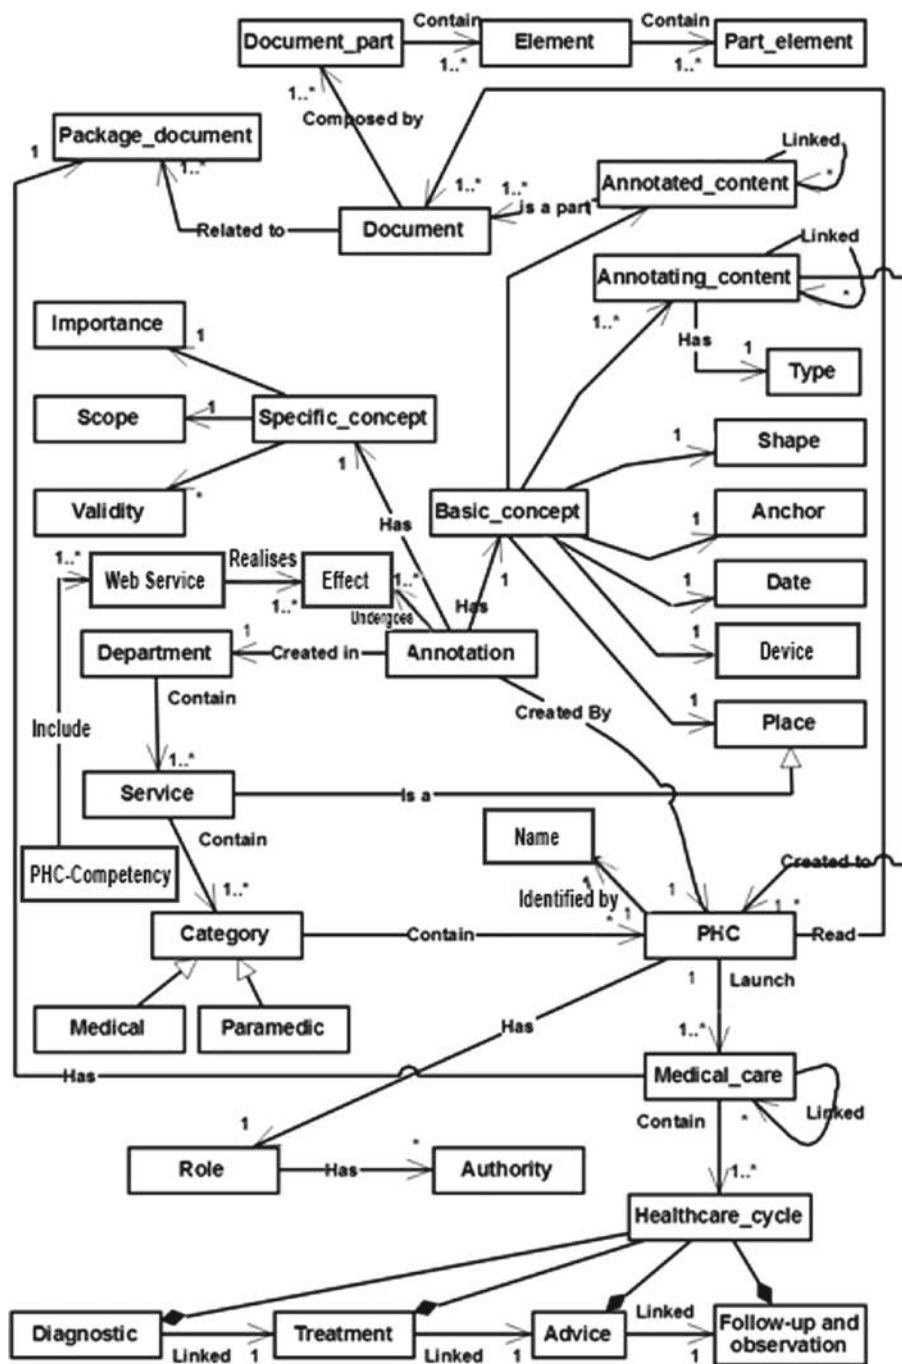 Contain
Contain
Document_part
Element
Part_element
1..*
1..*
1..*
Composed by
1
Package_document
Linked
1..*
Annotated_content
*
1..*
1..*
is a part
Related to
Document
Linked
Annotating_content
*
Importance
1..*
1
Has
1
Type
Scope
1
Specific_concept
1
Shape
1
Validity
*
Basic_concept
1
Anchor
Has
1..*
Web Service
Realises
Effect
1..*
1
1
Date
1..*
Undergoes
Has
1
Device
Department
1
Created in
Annotation
Contain
Created By
1
Place
Include
1..*
Service
Is a
Contain
Name
PHC-Competency
Created to
1
1
1..*
Identified by
1..*
* 1
Category
Contain
PHC
Read
1
Launch
Medical
Paramedic
Has
1..*
Has
Medical_care
Contain
*
Linked
1
*
Role
Has
Authority
1..*
Healthcare_cycle
Diagnostic
Treatment
Advice
Linked
Follow-up and
observation
Linked
1
Linked
1
1